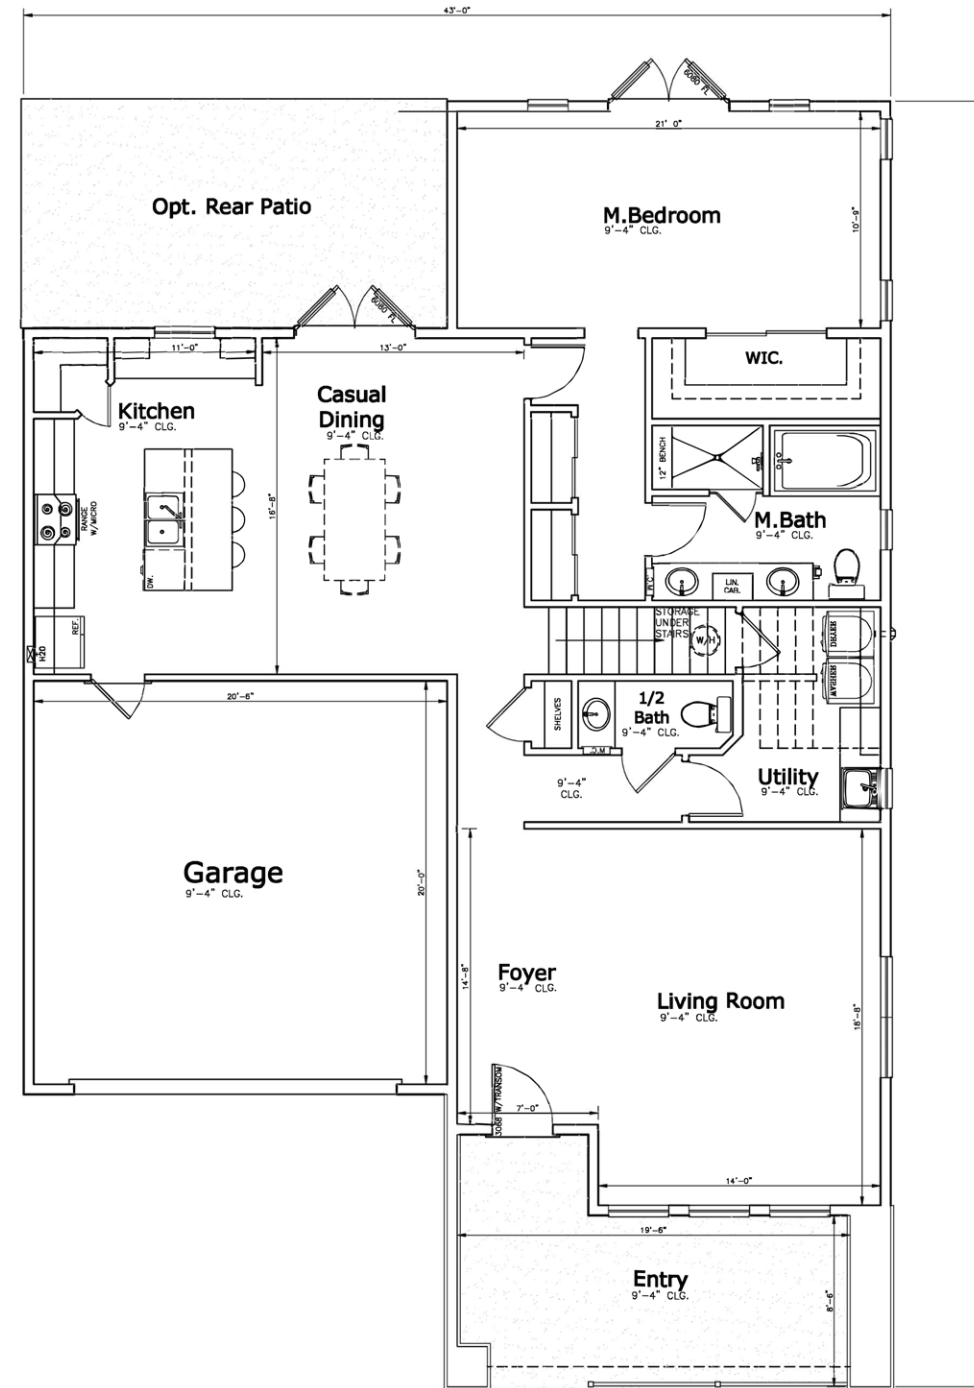 43'-0"
6080 FL
21' 0"
Opt. Rear Patio
M.Bedroom
9'-4" CLG.
10'-9"
6080 FL
11'-0"
13'-0"
WIC.
Kitchen
9'-4" CLG.
Casual
Dining
9'-4" CLG.
12" BENCH
16'-8"
RANGE
W/MICRO
M.Bath
9'-4" CLG.
DW.
M.C.
LIN.
CAB.
REF.
H2O
STORAGE
UNDER
STAIRS
W/H
DRYER
WASHER
20'-6"
SHELVES
1/2
Bath
9'-4" CLG.
M.C.
9'-4"
CLG.
Utility
9'-4" CLG.
Garage
9'-4" CLG.
20'-0"
14'-8"
Foyer
9'-4" CLG.
Living Room
9'-4" CLG.
18'-8"
3068 W/TRANSOM
7'-0"
14'-0"
19'-6"
Entry
9'-4" CLG.
8'-6"